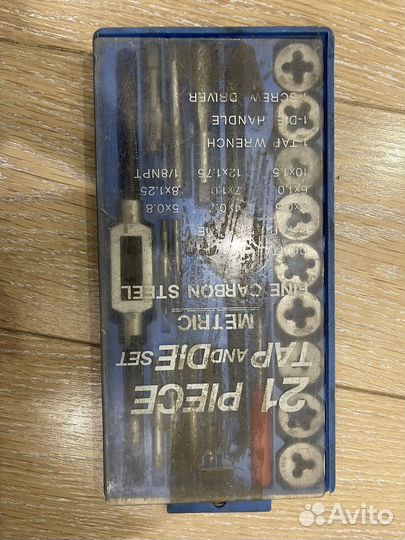 21 PIECE
TAP AND DIE SET
METRIC
FINE CARBON STEEL
5x0.8
6x1.0 7x1.0 8x1.25
10x1.5 12x1.75 1/8NPT
1-TAP WRENCH
1-DIE HANDLE
SCREW DRIVER
Avito